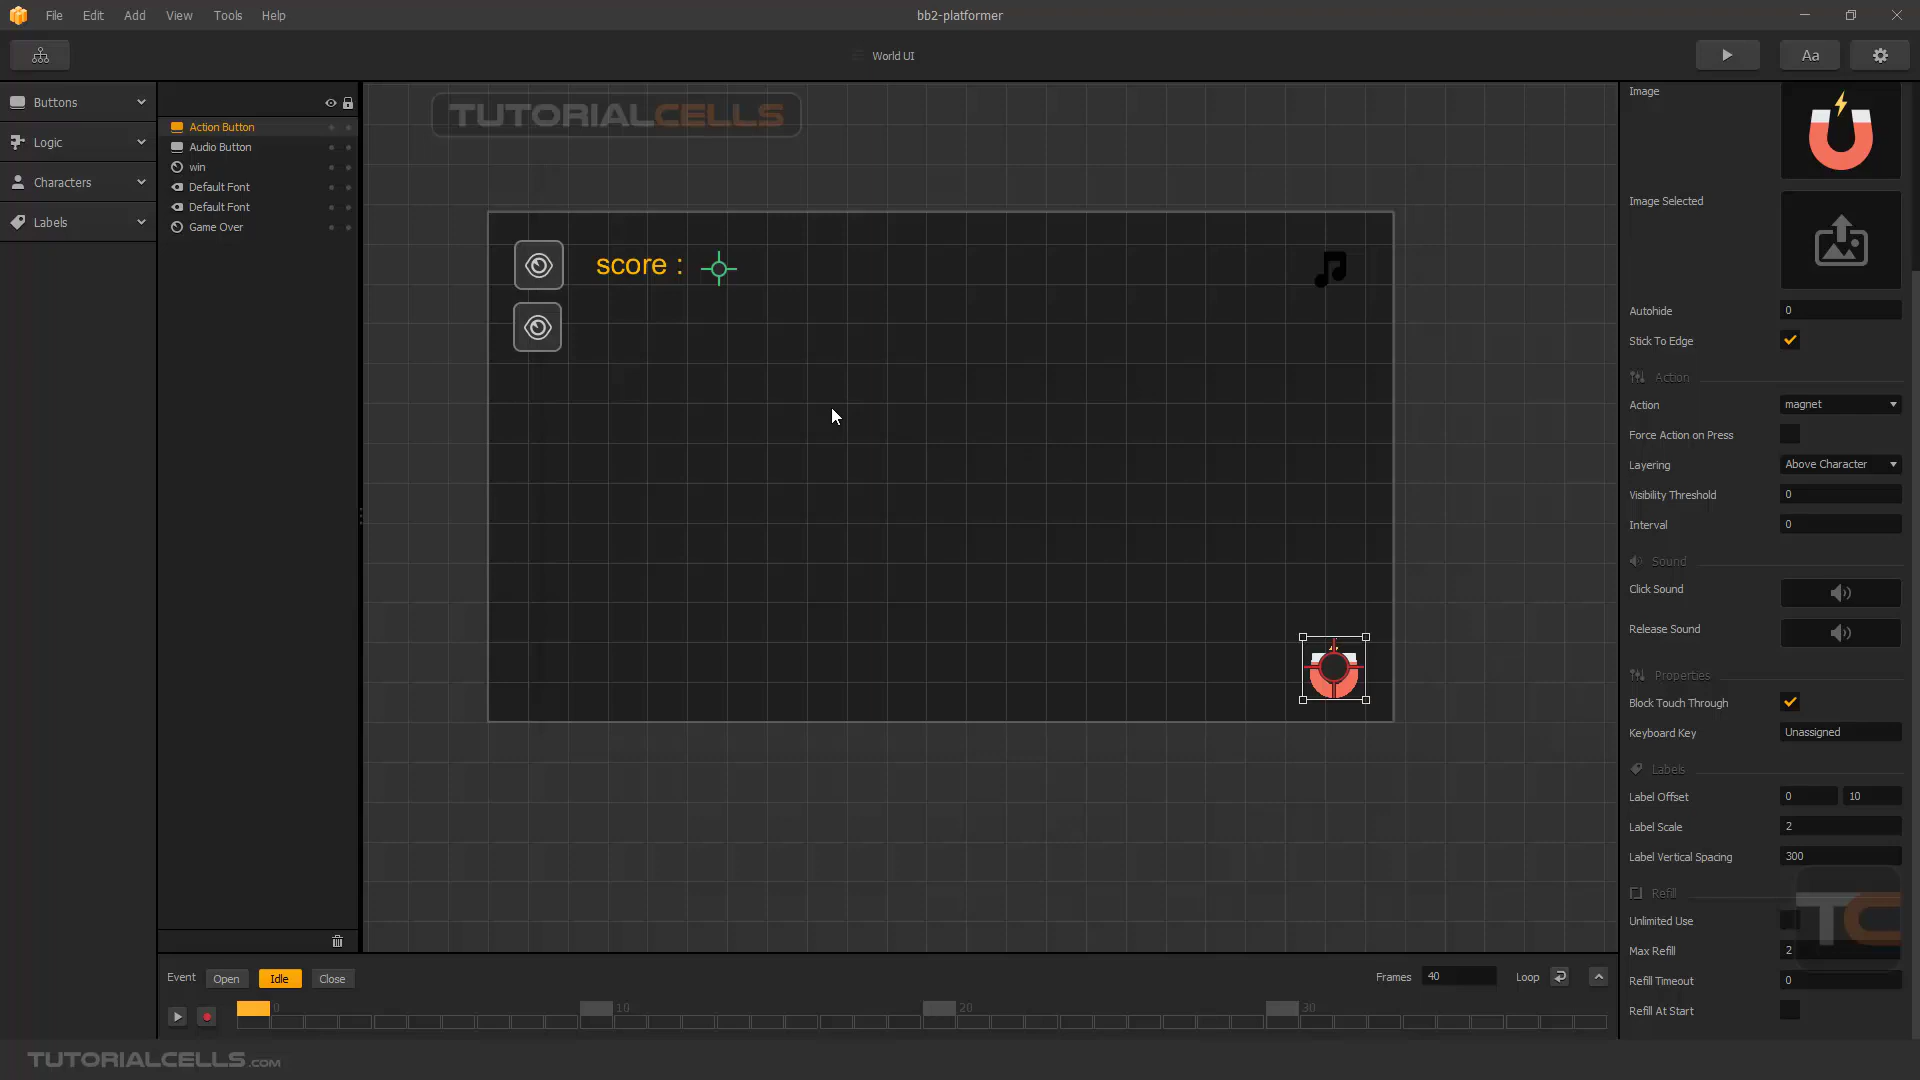 File Edit Add View Tools Help
bb2-platformer
World UI
Aa
Buttons
Logic
Characters
Labels
Action Button
Audio Button
win
Default Font
Default Font
Game Over
TUTORIALCELLS
score :
Image
Image Selected
Autohide 0
Stick To Edge
Action
Action magnet
Force Action on Press
Layering Above Character
Visibility Threshold 0
Interval 0
Sound
Click Sound
Release Sound
Properties
Block Touch Through
Keyboard Key Unassigned
Labels
Label Offset 0 10
Label Scale 2
Label Vertical Spacing 300
Refill
TC
Unlimited Use
Max Refill 2
Refill Timeout 0
Refill At Start
Event Open Idle Close
Frames 40 Loop
0 10 20 30
TUTORIALCELLS.COM